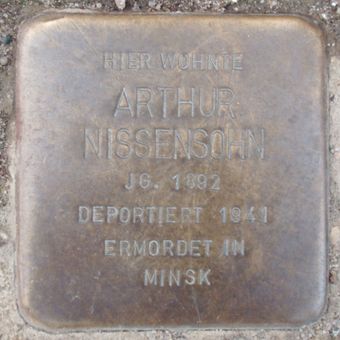 HIER WOHNTE
ARTHUR
NISSENSOHN
JG. 1892
DEPORTIERT 1941
ERMORDET IN
MINSK